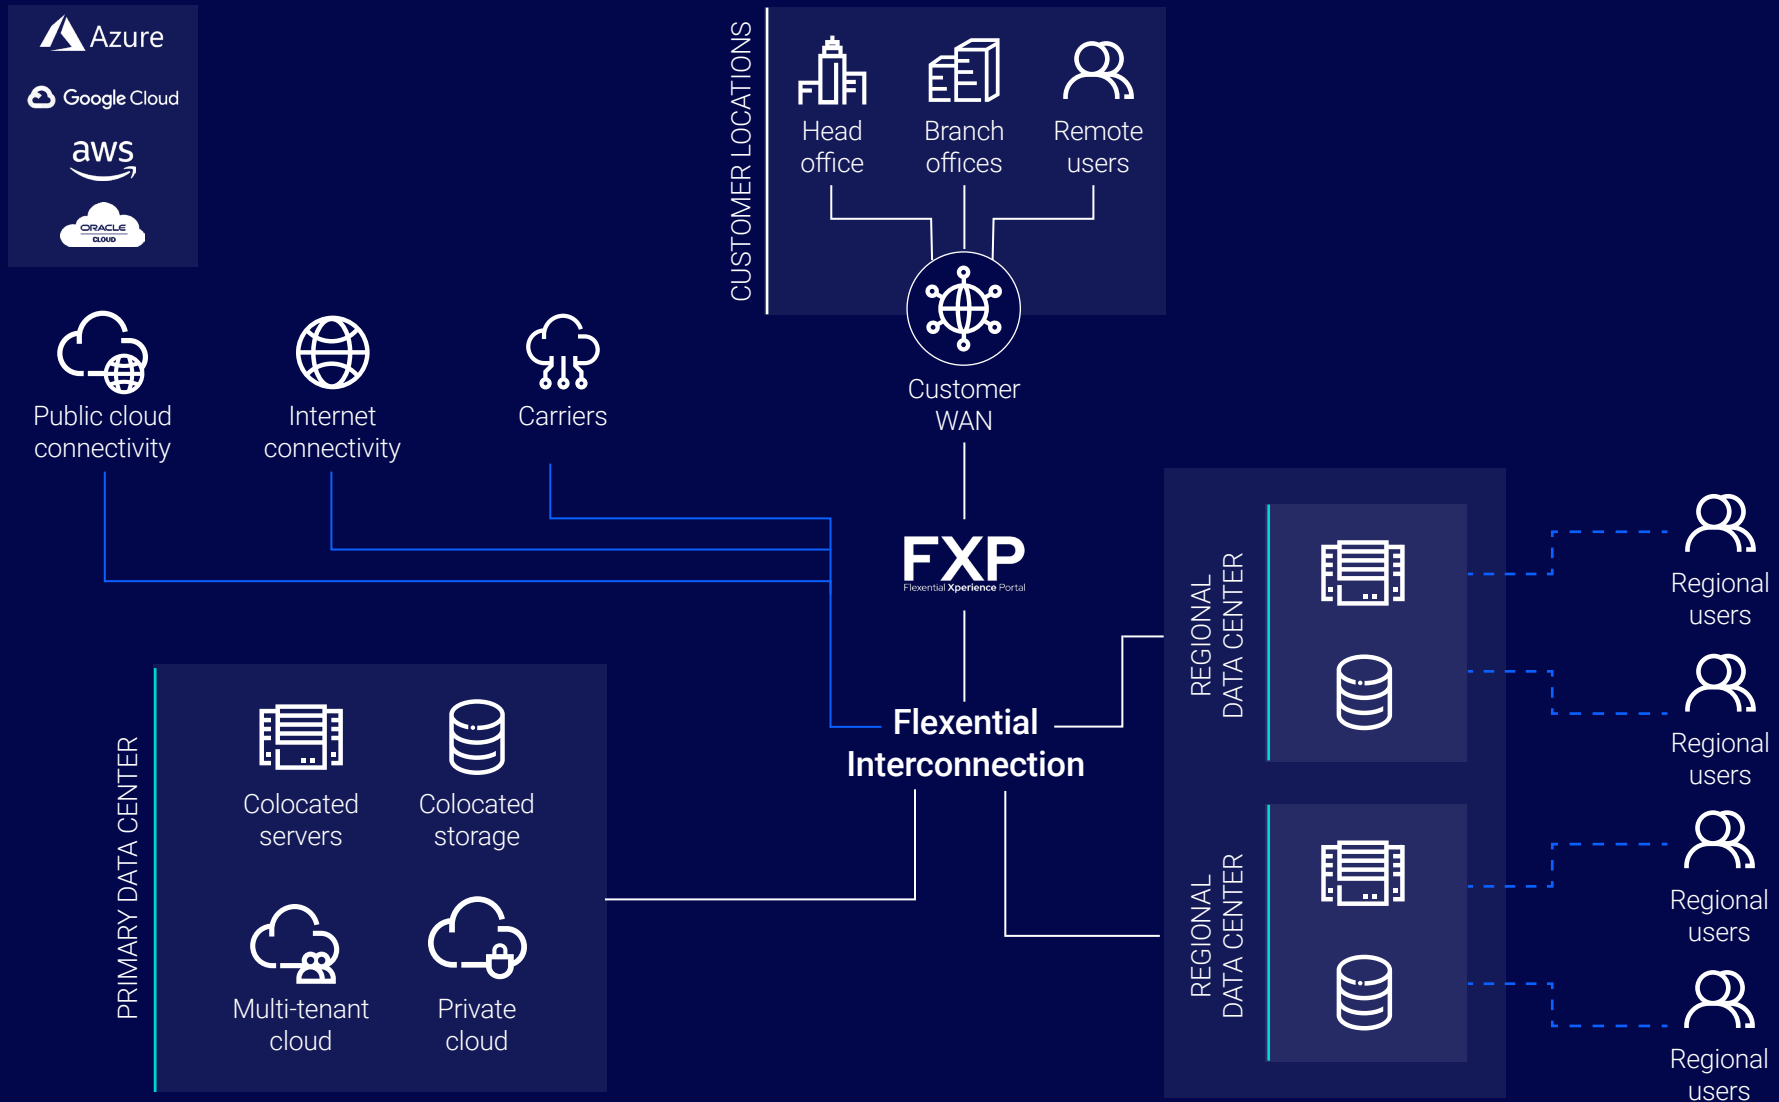 Azure
Google Cloud
aws
ORACLE
CLOUD
CUSTOMER LOCATIONS
Head
office
Branch
offices
Remote
users
Customer
WAN
Public cloud
connectivity
Internet
connectivity
Carriers
FXP
Flexential Xperience Portal
Flexential
Interconnection
PRIMARY DATA CENTER
Colocated
servers
Colocated
storage
Multi-tenant
cloud
Private
cloud
REGIONAL
DATA CENTER
REGIONAL
DATA CENTER
Regional
users
Regional
users
Regional
users
Regional
users